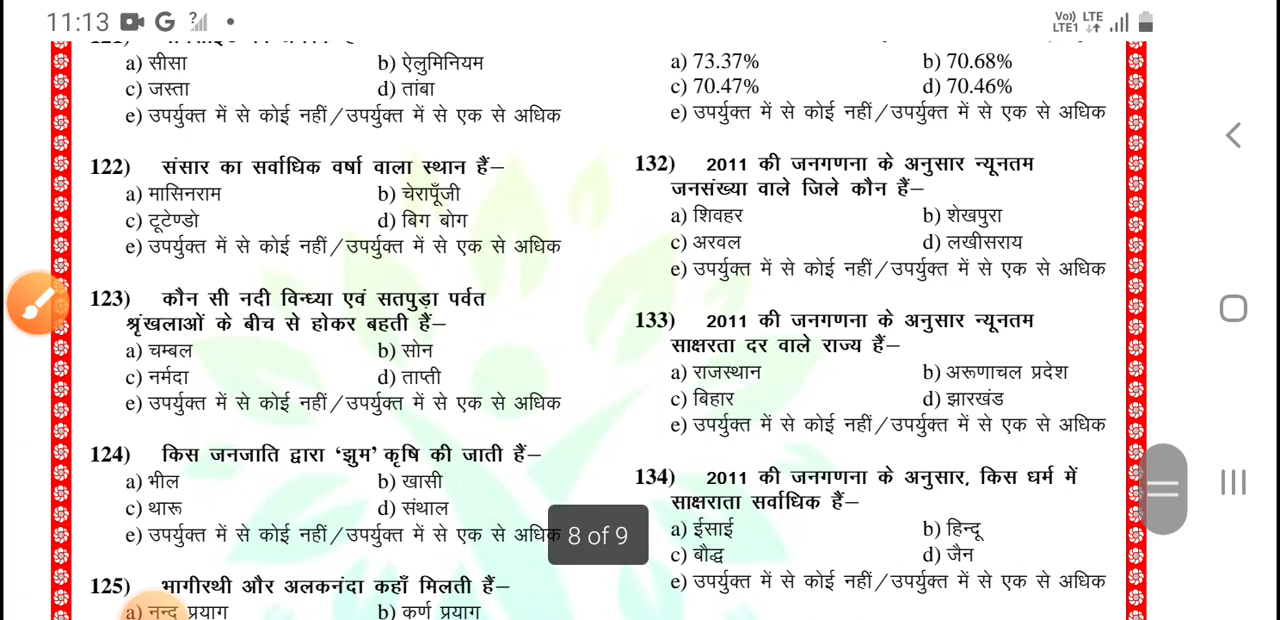 11:13
Vo) LTE
LTE1
a) सीसा b) ऐलुमिनियम
c) जस्ता d) तांबा
e) उपर्युक्त में से कोई नहीं/उपर्युक्त में से एक से अधिक
122) संसार का सर्वाधिक वर्षा वाला स्थान हैं–
a) मासिनराम b) चेरापूँजी
c) टूटेण्डो d) बिग बोग
e) उपर्युक्त में से कोई नहीं/उपर्युक्त में से एक से अधिक
123) कौन सी नदी विन्ध्या एवं सतपुड़ा पर्वत
श्रृंखलाओं के बीच से होकर बहती हैं–
a) चम्बल b) सोन
c) नर्मदा d) ताप्ती
e) उपर्युक्त में से कोई नहीं/उपर्युक्त में से एक से अधिक
124) किस जनजाति द्वारा ‘झुम’ कृषि की जाती हैं–
a) भील b) खासी
c) थारू d) संथाल
e) उपर्युक्त में से कोई नहीं/उपर्युक्त में से एक से अधिक
125) भागीरथी और अलकनंदा कहाँ मिलती हैं–
a) नन्द प्रयाग b) कर्ण प्रयाग
a) 73.37% b) 70.68%
c) 70.47% d) 70.46%
e) उपर्युक्त में से कोई नहीं/उपर्युक्त में से एक से अधिक
132) 2011 की जनगणना के अनुसार न्यूनतम
जनसंख्या वाले जिले कौन हैं–
a) शिवहर b) शेखपुरा
c) अरवल d) लखीसराय
e) उपर्युक्त में से कोई नहीं/उपर्युक्त में से एक से अधिक
133) 2011 की जनगणना के अनुसार न्यूनतम
साक्षरता दर वाले राज्य हैं–
a) राजस्थान b) अरूणाचल प्रदेश
c) बिहार d) झारखंड
e) उपर्युक्त में से कोई नहीं/उपर्युक्त में से एक से अधिक
134) 2011 की जनगणना के अनुसार, किस धर्म में
साक्षराता सर्वाधिक हैं–
a) ईसाई b) हिन्दू
c) बौद्ध d) जैन
e) उपर्युक्त में से कोई नहीं/उपर्युक्त में से एक से अधिक
8 of 9